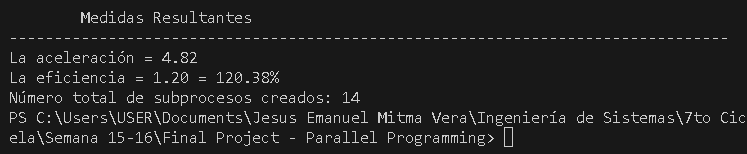 Medidas Resultantes
--------------------------------------------------------------------------------
La aceleración = 4.82
La eficiencia = 1.20 = 120.38%
Número total de subprocesos creados: 14
PS C:\Users\USER\Documents\Jesus Emanuel Mitma Vera\Ingeniería de Sistemas\7to Cic
ela\Semana 15-16\Final Project - Parallel Programming>